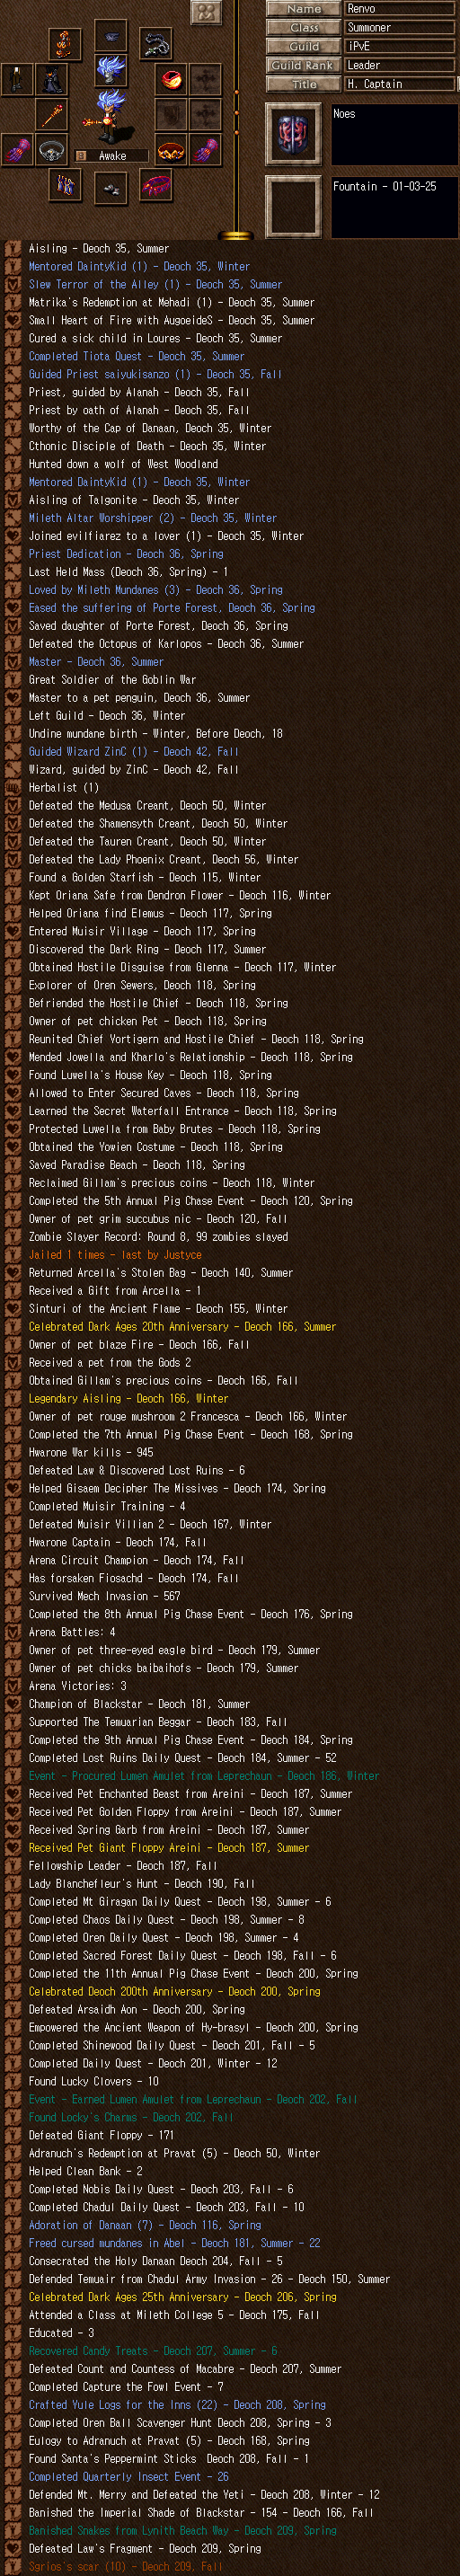 Name Renvo
Class Summoner
Guild iPvE
Guild Rank Leader
Title H. Captain
Noes
Awake
Fountain - 01-03-25
Aisling - Deoch 35, Summer
Mentored DaintyKid (1) - Deoch 35, Winter
Slew Terror of the Alley (1) - Deoch 35, Summer
Matrika's Redemption at Mehadi (1) - Deoch 35, Summer
Small Heart of Fire with AugoeideS - Deoch 35, Summer
Cured a sick child in Loures - Deoch 35, Summer
Completed Tiota Quest - Deoch 35, Summer
Guided Priest saiyukisanzo (1) - Deoch 35, Fall
Priest, guided by Alanah - Deoch 35, Fall
Priest by oath of Alanah - Deoch 35, Fall
Worthy of the Cap of Danaan, Deoch 35, Winter
Cthonic Disciple of Death - Deoch 35, Winter
Hunted down a wolf of West Woodland
Mentored DaintyKid (1) - Deoch 35, Winter
Aisling of Talgonite - Deoch 35, Winter
Mileth Altar Worshipper (2) - Deoch 35, Winter
Joined evilfiarez to a lover (1) - Deoch 35, Winter
Priest Dedication - Deoch 36, Spring
Last Held Mass (Deoch 36, Spring) - 1
Loved by Mileth Mundanes (3) - Deoch 36, Spring
Eased the suffering of Porte Forest, Deoch 36, Spring
Saved daughter of Porte Forest, Deoch 36, Spring
Defeated the Octopus of Karlopos - Deoch 36, Summer
Master - Deoch 36, Summer
Great Soldier of the Goblin War
Master to a pet penguin, Deoch 36, Summer
Left Guild - Deoch 36, Winter
Undine mundane birth - Winter, Before Deoch, 18
Guided Wizard ZinC (1) - Deoch 42, Fall
Wizard, guided by ZinC - Deoch 42, Fall
Herbalist (1)
Defeated the Medusa Creant, Deoch 50, Winter
Defeated the Shamensyth Creant, Deoch 50, Winter
Defeated the Tauren Creant, Deoch 50, Winter
Defeated the Lady Phoenix Creant, Deoch 56, Winter
Found a Golden Starfish - Deoch 115, Winter
Kept Oriana Safe from Dendron Flower - Deoch 116, Winter
Helped Oriana find Elemus - Deoch 117, Spring
Entered Muisir Village - Deoch 117, Spring
Discovered the Dark Ring - Deoch 117, Summer
Obtained Hostile Disguise from Glenna - Deoch 117, Winter
Explorer of Oren Sewers, Deoch 118, Spring
Befriended the Hostile Chief - Deoch 118, Spring
Owner of pet chicken Pet - Deoch 118, Spring
Reunited Chief Vortigern and Hostile Chief - Deoch 118, Spring
Mended Jowella and Kharlo's Relationship - Deoch 118, Spring
Found Luwella's House Key - Deoch 118, Spring
Allowed to Enter Secured Caves - Deoch 118, Spring
Learned the Secret Waterfall Entrance - Deoch 118, Spring
Protected Luwella from Baby Brutes - Deoch 118, Spring
Obtained the Yowien Costume - Deoch 118, Spring
Saved Paradise Beach - Deoch 118, Spring
Reclaimed Gillam's precious coins - Deoch 118, Winter
Completed the 5th Annual Pig Chase Event - Deoch 120, Spring
Owner of pet grim succubus nic - Deoch 120, Fall
Zombie Slayer Record: Round 8, 99 zombies slayed
Jailed 1 times - last by Justyce
Returned Arcella's Stolen Bag - Deoch 140, Summer
Received a Gift from Arcella - 1
Sinturi of the Ancient Flame - Deoch 155, Winter
Celebrated Dark Ages 20th Anniversary - Deoch 166, Summer
Owner of pet blaze Fire - Deoch 166, Fall
Received a pet from the Gods 2
Obtained Gillam's precious coins - Deoch 166, Fall
Legendary Aisling - Deoch 166, Winter
Owner of pet rouge mushroom 2 Francesca - Deoch 166, Winter
Completed the 7th Annual Pig Chase Event - Deoch 168, Spring
Hwarone War kills - 945
Defeated Law & Discovered Lost Ruins - 6
Helped Gisaem Decipher The Missives - Deoch 174, Spring
Completed Muisir Training - 4
Defeated Muisir Villian 2 - Deoch 167, Winter
Hwarone Captain - Deoch 174, Fall
Arena Circuit Champion - Deoch 174, Fall
Has forsaken Fiosachd - Deoch 174, Fall
Survived Mech Invasion - 567
Completed the 8th Annual Pig Chase Event - Deoch 176, Spring
Arena Battles: 4
Owner of pet three-eyed eagle bird - Deoch 179, Summer
Owner of pet chicks baibaihofs - Deoch 179, Summer
Arena Victories: 3
Champion of Blackstar - Deoch 181, Summer
Supported The Temuarian Beggar - Deoch 183, Fall
Completed the 9th Annual Pig Chase Event - Deoch 184, Spring
Completed Lost Ruins Daily Quest - Deoch 184, Summer - 52
Event - Procured Lumen Amulet from Leprechaun - Deoch 186, Winter
Received Pet Enchanted Beast from Areini - Deoch 187, Summer
Received Pet Golden Floppy from Areini - Deoch 187, Summer
Received Spring Garb from Areini - Deoch 187, Summer
Received Pet Giant Floppy Areini - Deoch 187, Summer
Fellowship Leader - Deoch 187, Fall
Lady Blanchefleur's Hunt - Deoch 190, Fall
Completed Mt Giragan Daily Quest - Deoch 198, Summer - 6
Completed Chaos Daily Quest - Deoch 198, Summer - 8
Completed Oren Daily Quest - Deoch 198, Summer - 4
Completed Sacred Forest Daily Quest - Deoch 198, Fall - 6
Completed the 11th Annual Pig Chase Event - Deoch 200, Spring
Celebrated Deoch 200th Anniversary - Deoch 200, Spring
Defeated Arsaidh Aon - Deoch 200, Spring
Empowered the Ancient Weapon of Hy-brasyl - Deoch 200, Spring
Completed Shinewood Daily Quest - Deoch 201, Fall - 5
Completed Daily Quest - Deoch 201, Winter - 12
Found Lucky Clovers - 10
Event - Earned Lumen Amulet from Leprechaun - Deoch 202, Fall
Found Locky's Charms - Deoch 202, Fall
Defeated Giant Floppy - 171
Adranuch's Redemption at Pravat (5) - Deoch 50, Winter
Helped Clean Bank - 2
Completed Nobis Daily Quest - Deoch 203, Fall - 6
Completed Chadul Daily Quest - Deoch 203, Fall - 10
Adoration of Danaan (7) - Deoch 116, Spring
Freed cursed mundanes in Abel - Deoch 181, Summer - 22
Consecrated the Holy Danaan Deoch 204, Fall - 5
Defended Temuair from Chadul Army Invasion - 26 - Deoch 150, Summer
Celebrated Dark Ages 25th Anniversary - Deoch 206, Spring
Attended a Class at Mileth College 5 - Deoch 175, Fall
Educated - 3
Recovered Candy Treats - Deoch 207, Summer - 6
Defeated Count and Countess of Macabre - Deoch 207, Summer
Completed Capture the Fowl Event - 7
Crafted Yule Logs for the Inns (22) - Deoch 208, Spring
Completed Oren Ball Scavenger Hunt Deoch 208, Spring - 3
Eulogy to Adranuch at Pravat (5) - Deoch 168, Spring
Found Santa's Peppermint Sticks Deoch 208, Fall - 1
Completed Quarterly Insect Event - 26
Defended Mt. Merry and Defeated the Yeti - Deoch 208, Winter - 12
Banished the Imperial Shade of Blackstar - 154 - Deoch 166, Fall
Banished Snakes from Lynith Beach Way - Deoch 209, Spring
Defeated Law's Fragment - Deoch 209, Spring
Sgrios's scar (10) - Deoch 209, Fall